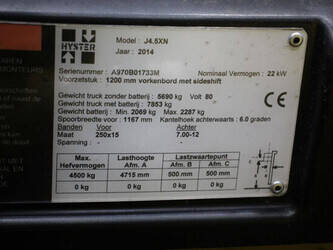 HYSTER
Model : J4.5XN
Jaar : 2014
Serienummer : A970B01733M Nominaal Vermogen : 22 kW
Voorzetstuk : 1200 mm vorkenbord met sideshift
Gewicht truck zonder batterij : 5690 kg Volt 80
Gewicht truck met batterij : 7853 kg
Batterij gewicht : Min. 2069 kg Max. 2287 kg
Spoorbreedte voor : 1167 mm Kantelhoek achterwaarts : 6.0 graden
Banden Voor Achter
Maat 250x15 7.00-12
Spanning - -
Max. Hefvermogen Lasthoogte Afm. A Lastzwaartepunt Afm. B Afm. C
4500 kg 4715 mm 500 mm 500 mm
0 kg 0 kg 0 kg 0 kg